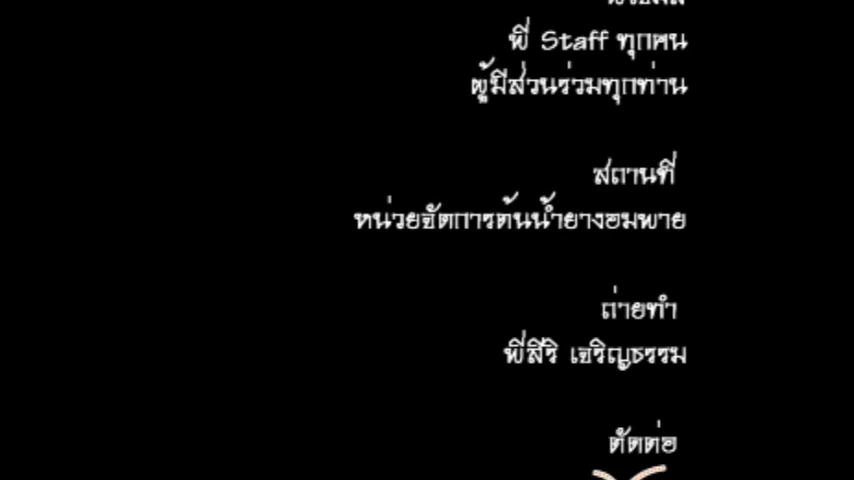 พี่ Staff ทุกคน
ผู้มีส่วนร่วมทุกท่าน
สถานที่
หน่วยจัดการต้นน้ำยางอมพาย
ถ่ายทำ
พี่สิริ เจริญธรรม
ตัดต่อ